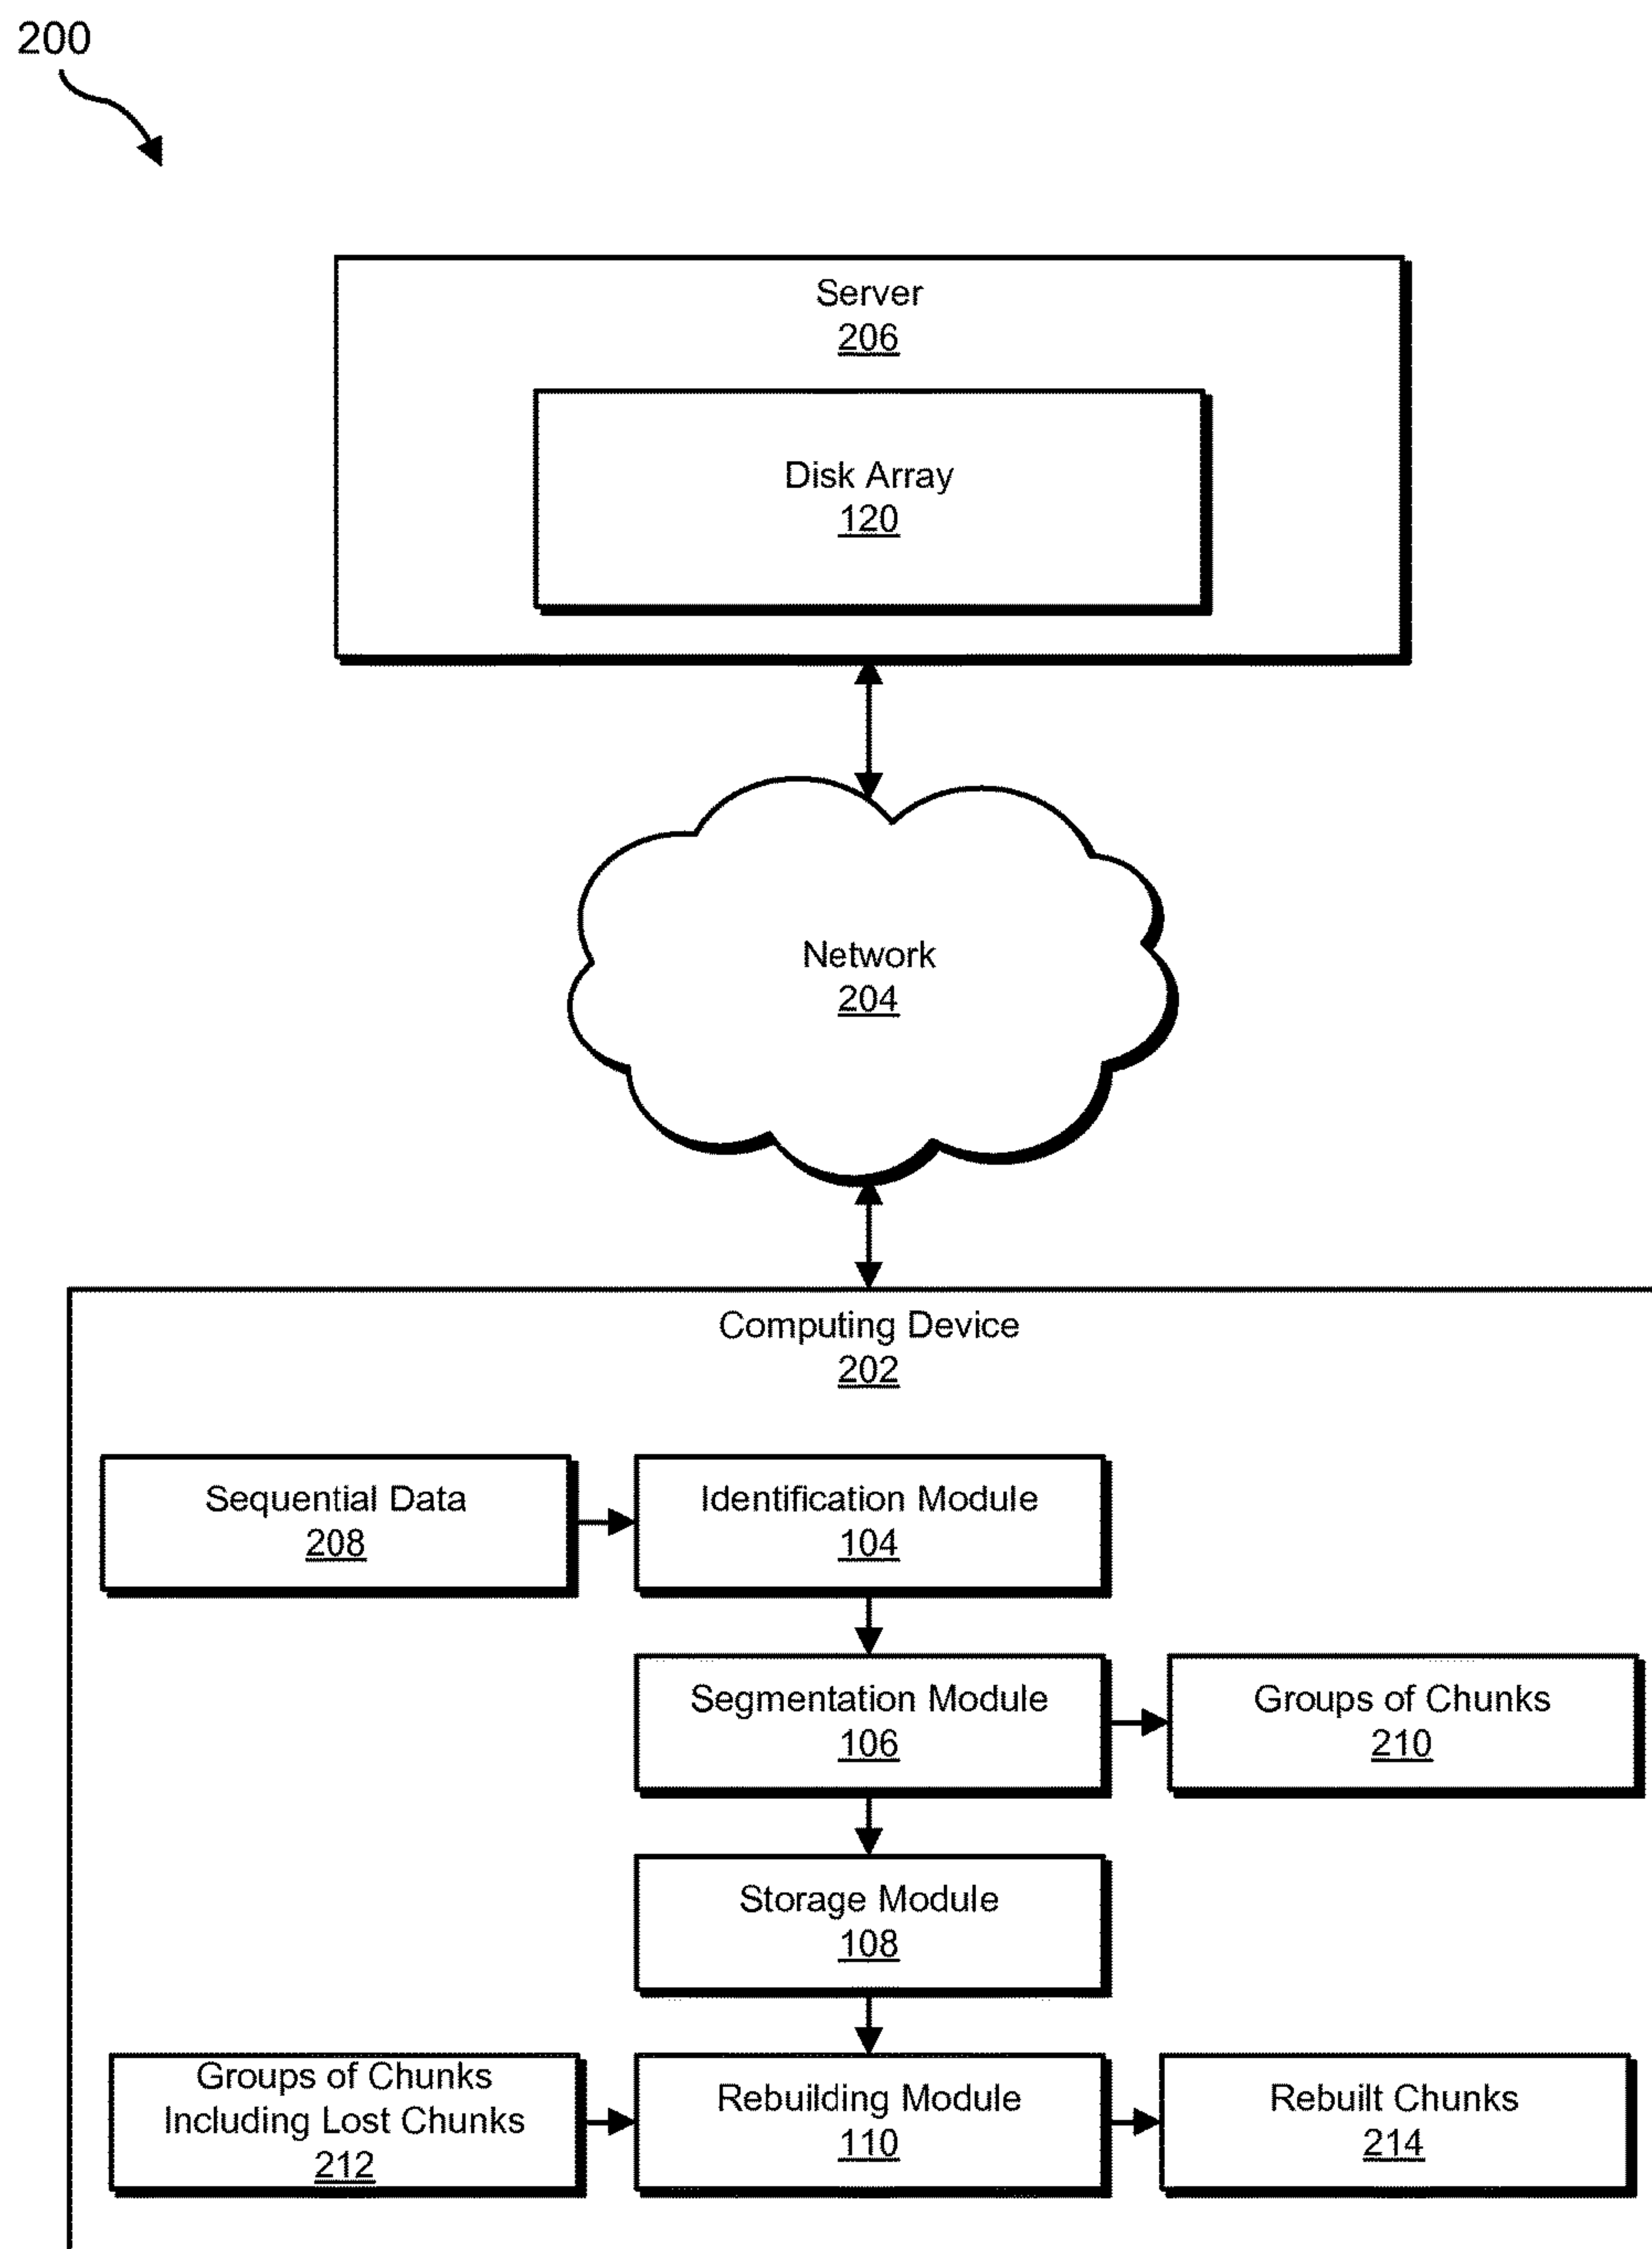 200
Server
206
Disk Array
120
Network
204
Computing Device
202
Sequential Data
208
Identification Module
104
Segmentation Module
106
Groups of Chunks
210
Storage Module
108
Groups of Chunks
Including Lost Chunks
212
Rebuilding Module
110
Rebuilt Chunks
214